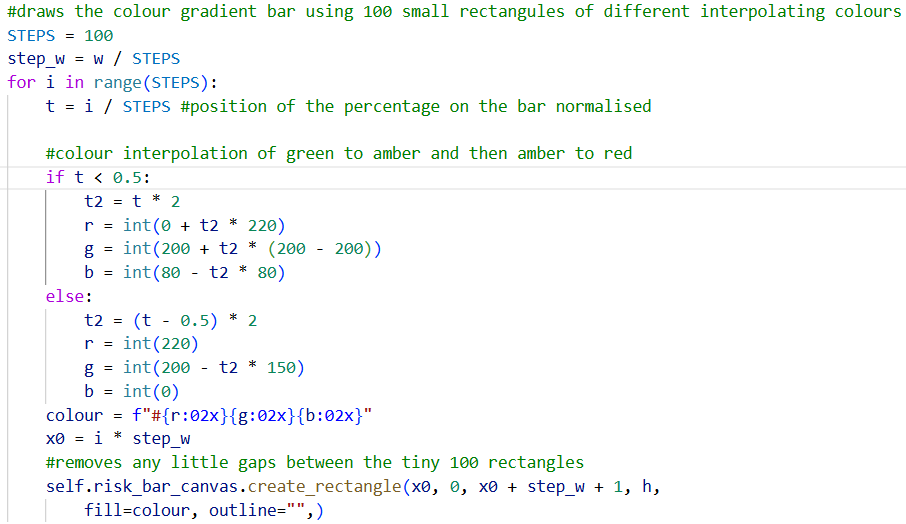 #draws the colour gradient bar using 100 small rectangules of different interpolating colours
STEPS = 100
step_w = w / STEPS
for i in range(STEPS):
    t = i / STEPS #position of the percentage on the bar normalised

    #colour interpolation of green to amber and then amber to red
    if t < 0.5:
        t2 = t * 2
        r = int(0 + t2 * 220)
        g = int(200 + t2 * (200 - 200))
        b = int(80 - t2 * 80)
    else:
        t2 = (t - 0.5) * 2
        r = int(220)
        g = int(200 - t2 * 150)
        b = int(0)
    colour = f"#{r:02x}{g:02x}{b:02x}"
    x0 = i * step_w
    #removes any little gaps between the tiny 100 rectangles
    self.risk_bar_canvas.create_rectangle(x0, 0, x0 + step_w + 1, h,
        fill=colour, outline="",)